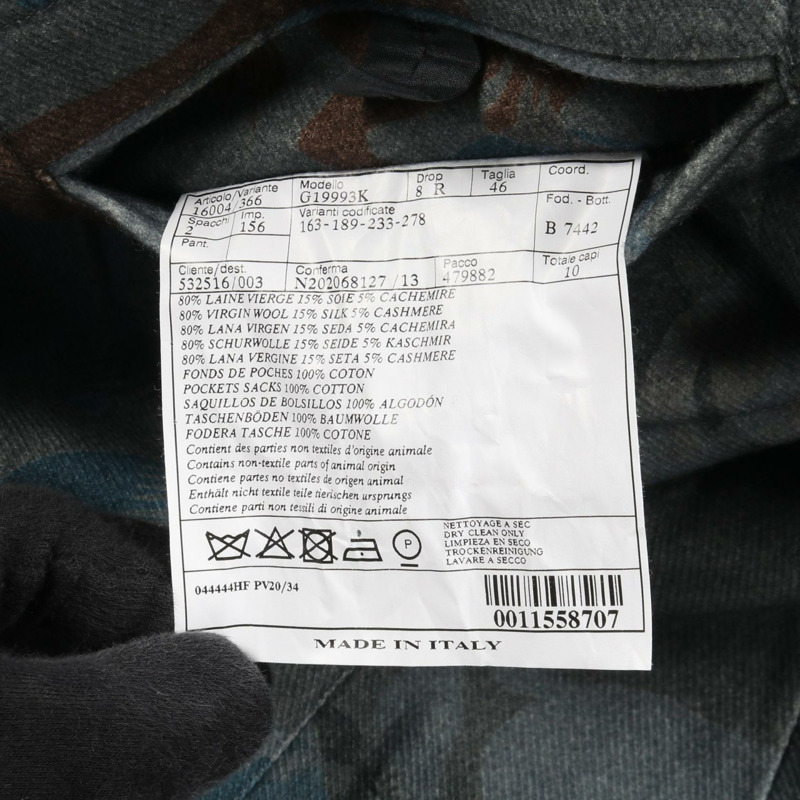 Articolo/Variante Modello Drop Taglia Coord.
16004/366 G19993K 8 R 46
Spacchi Imp. Varianti codificate Fod. - Bott.
2 156 163-189-233-278 B 7442
Pant.
Cliente/dest. Conferma Pacco Totale capi
532516/003 N202068127/13 479882 10
80% LAINE VIERGE 15% SOIE 5% CACHEMIRE
80% VIRGIN WOOL 15% SILK 5% CASHMERE
80% LANA VIRGEN 15% SEDA 5% CACHEMIRA
80% SCHURWOLLE 15% SEIDE 5% KASCHMIR
80% LANA VERGINE 15% SETA 5% CASHMERE
FONDS DE POCHES 100% COTON
POCKETS SACKS 100% COTTON
SAQUILLOS DE BOLSILLOS 100% ALGODÓN
TASCHENBÖDEN 100% BAUMWOLLE
FODERA TASCHE 100% COTONE
Contient des parties non textiles d'origine animale
Contains non-textile parts of animal origin
Contiene partes no textiles de origen animal
Enthält nicht textile teile tierischen ursprungs
Contiene parti non tessili di origine animale
P
NETTOYAGE A SEC
DRY CLEAN ONLY
LIMPIEZA EN SECO
TROCKENREINIGUNG
LAVARE A SECCO
044444HF PV20/34
0011558707
MADE IN ITALY